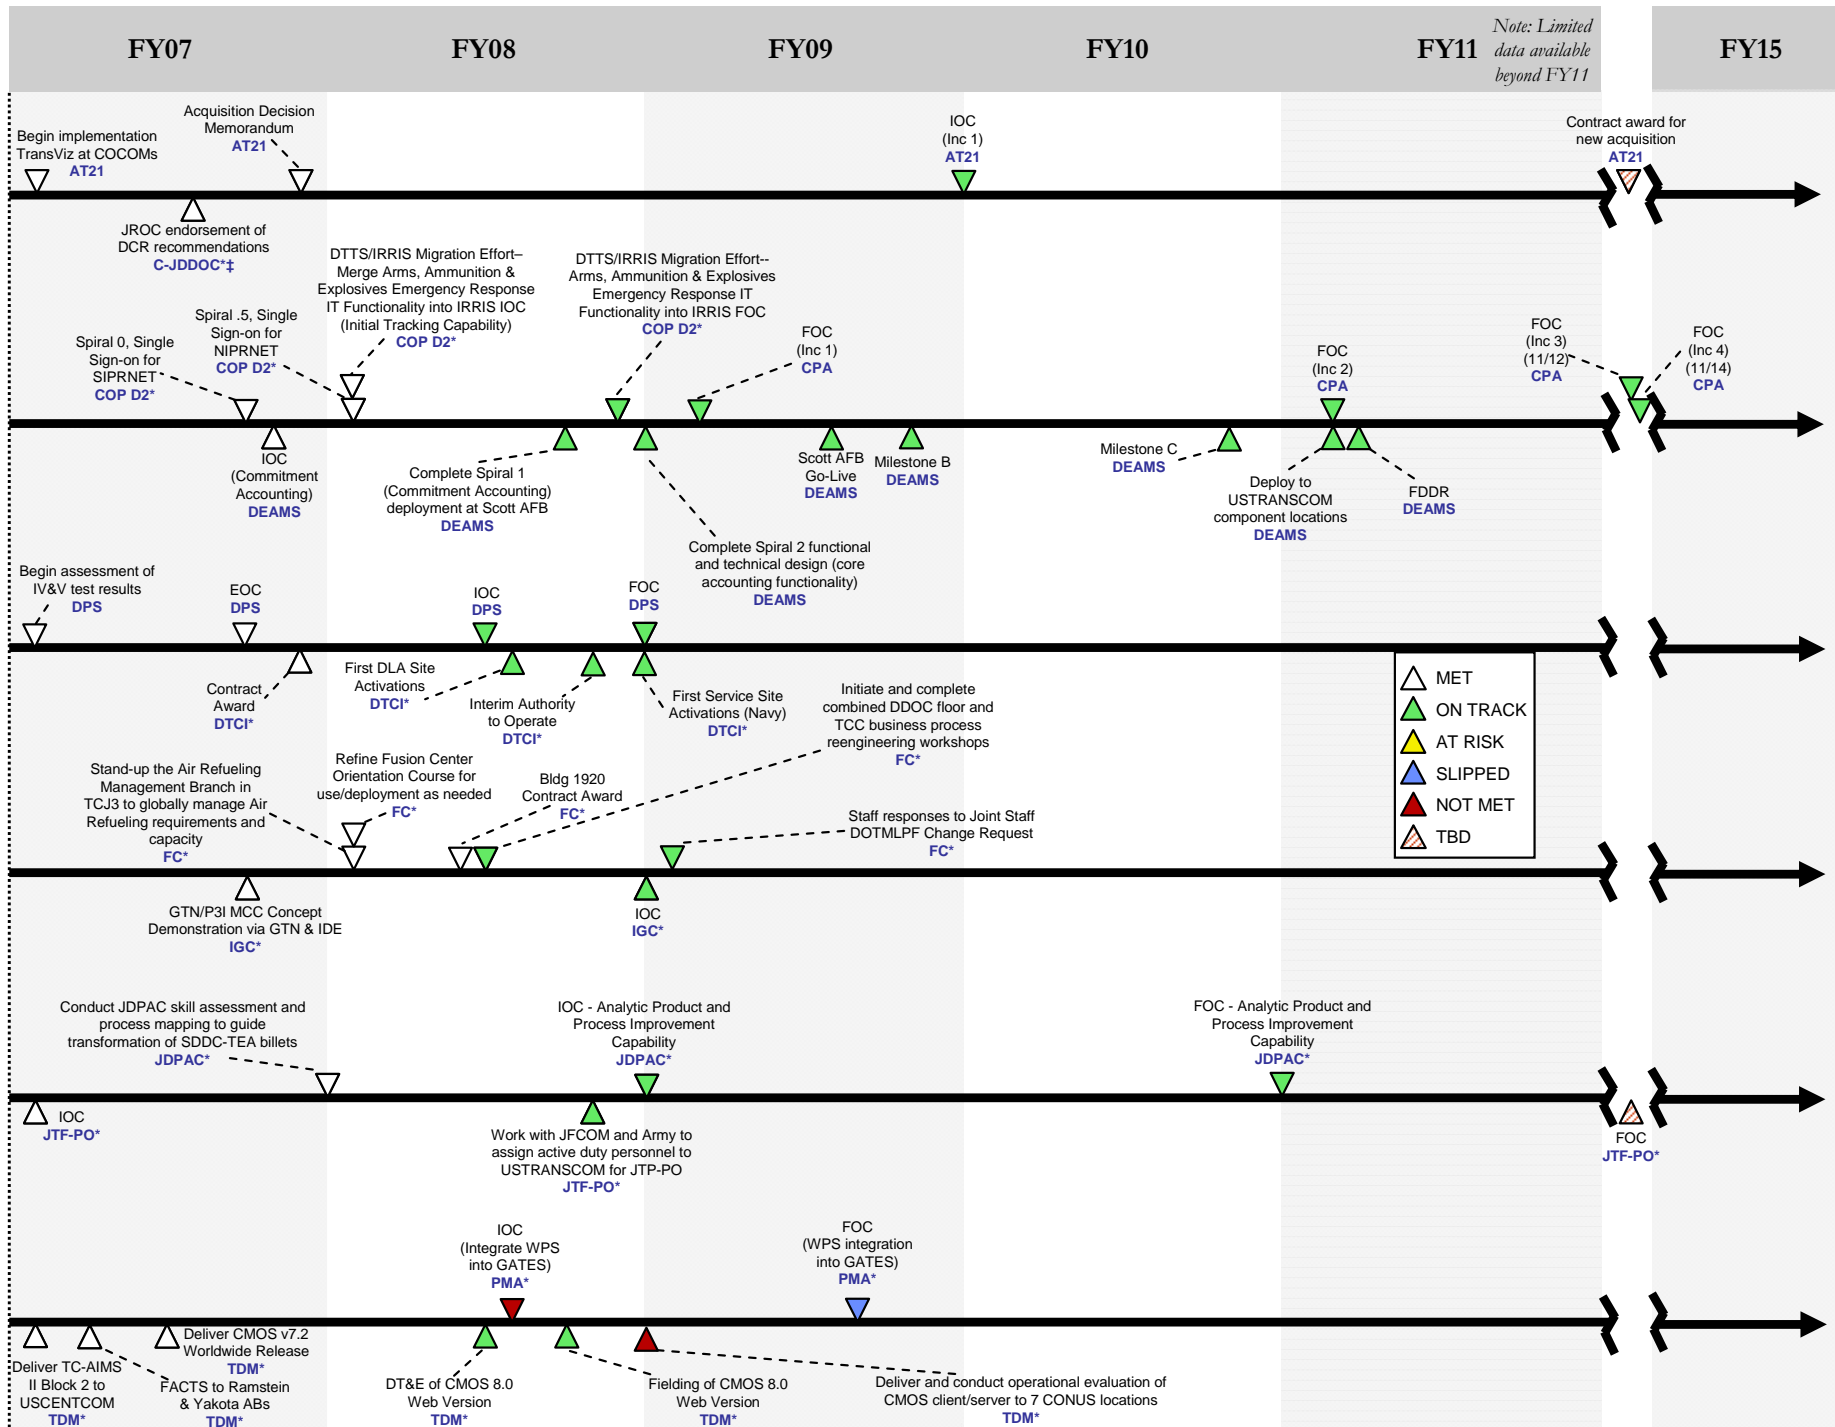 FY07
FY08
FY09
FY10
FY11
Note: Limited
data available
beyond FY11
FY15
Begin implementation
TransViz at COCOMs
AT21
Acquisition Decision
Memorandum
AT21
IOC
(Inc 1)
AT21
Contract award for
new acquisition
AT21
JROC endorsement of
DCR recommendations
C-JDDOC*‡
Spiral 0, Single
Sign-on for
SIPRNET
COP D2*
Spiral .5, Single
Sign-on for
NIPRNET
COP D2*
DTTS/IRRIS Migration Effort–
Merge Arms, Ammunition &
Explosives Emergency Response
IT Functionality into IRRIS IOC
(Initial Tracking Capability)
COP D2*
DTTS/IRRIS Migration Effort--
Arms, Ammunition & Explosives
Emergency Response IT
Functionality into IRRIS FOC
COP D2*
FOC
(Inc 1)
CPA
FOC
(Inc 2)
CPA
FOC
(Inc 3)
(11/12)
CPA
FOC
(Inc 4)
(11/14)
CPA
IOC
(Commitment
Accounting)
DEAMS
Complete Spiral 1
(Commitment Accounting)
deployment at Scott AFB
DEAMS
Complete Spiral 2 functional
and technical design (core
accounting functionality)
DEAMS
Scott AFB
Go-Live
DEAMS
Milestone B
DEAMS
Milestone C
DEAMS
Deploy to
USTRANSCOM
component locations
DEAMS
FDDR
DEAMS
Begin assessment of
IV&V test results
DPS
EOC
DPS
IOC
DPS
FOC
DPS
Contract
Award
DTCI*
First DLA Site
Activations
DTCI*
Interim Authority
to Operate
DTCI*
First Service Site
Activations (Navy)
DTCI*
MET
ON TRACK
AT RISK
SLIPPED
NOT MET
TBD
Stand-up the Air Refueling
Management Branch in
TCJ3 to globally manage Air
Refueling requirements and
capacity
FC*
Refine Fusion Center
Orientation Course for
use/deployment as needed
FC*
Bldg 1920
Contract Award
FC*
Initiate and complete
combined DDOC floor and
TCC business process
reengineering workshops
FC*
Staff responses to Joint Staff
DOTMLPF Change Request
FC*
GTN/P3I MCC Concept
Demonstration via GTN & IDE
IGC*
IOC
IGC*
Conduct JDPAC skill assessment and
process mapping to guide
transformation of SDDC-TEA billets
JDPAC*
IOC - Analytic Product and
Process Improvement
Capability
JDPAC*
FOC - Analytic Product and
Process Improvement
Capability
JDPAC*
IOC
JTF-PO*
Work with JFCOM and Army to
assign active duty personnel to
USTRANSCOM for JTP-PO
JTF-PO*
FOC
JTF-PO*
IOC
(Integrate WPS
into GATES)
PMA*
FOC
(WPS integration
into GATES)
PMA*
Deliver TC-AIMS
II Block 2 to
USCENTCOM
TDM*
FACTS to Ramstein
& Yakota ABs
TDM*
Deliver CMOS v7.2
Worldwide Release
TDM*
DT&E of CMOS 8.0
Web Version
TDM*
Fielding of CMOS 8.0
Web Version
TDM*
Deliver and conduct operational evaluation of
CMOS client/server to 7 CONUS locations
TDM*